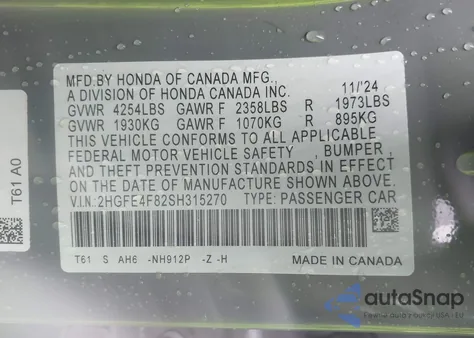 MFD.BY HONDA OF CANADA MFG.,
A DIVISION OF HONDA CANADA INC. 11/'24
GVWR 4254LBS GAWR F 2358LBS R 1973LBS
GVWR 1930KG GAWR F 1070KG R 895KG
THIS VEHICLE CONFORMS TO ALL APPLICABLE
FEDERAL MOTOR VEHICLE SAFETY , BUMPER ,
AND THEFT PREVENTION STANDARDS IN EFFECT
ON THE DATE OF MANUFACTURE SHOWN ABOVE.
V.I.N:2HGFE4F82SH315270 TYPE: PASSENGER CAR
T61 S AH6 -NH912P -Z -H MADE IN CANADA
T61 A0
autoSnap